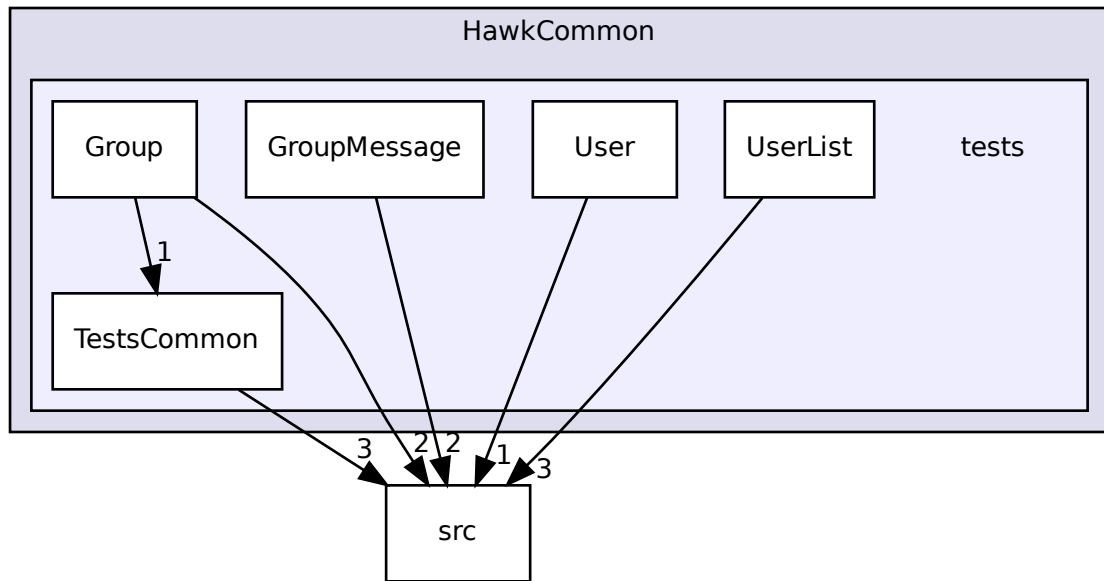 HawkCommon
Group
GroupMessage
User
UserList
tests
1
TestsCommon
3
2
2
1
3
src